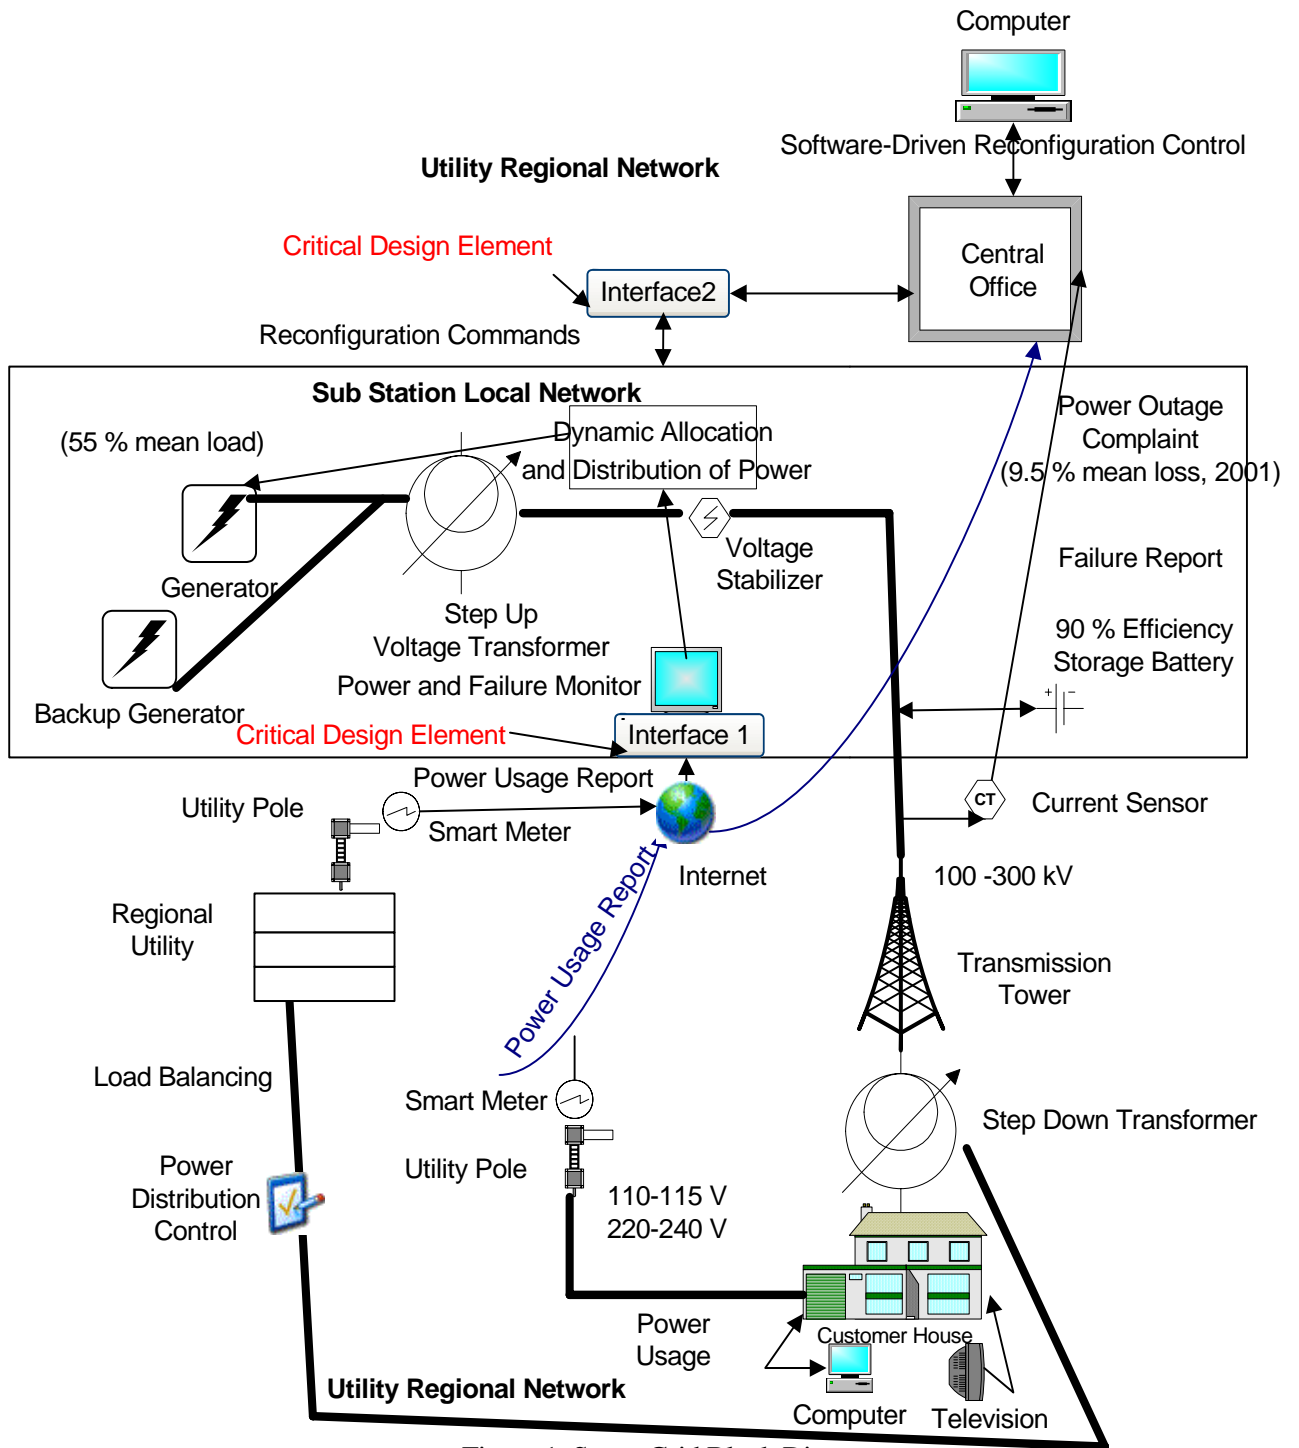 Computer
Software-Driven Reconfiguration Control
Utility Regional Network
Central
Office
Critical Design Element
Interface2
Reconfiguration Commands
Sub Station Local Network
(55 % mean load)
Dynamic Allocation
and Distribution of Power
Power Outage
Complaint
(9.5 % mean loss, 2001)
Generator
Voltage
Stabilizer
Failure Report
Step Up
Voltage Transformer
90 % Efficiency
Storage Battery
Power and Failure Monitor
+ -
Backup Generator
Critical Design Element
Interface 1
Power Usage Report
Utility Pole
Smart Meter
CT
Current Sensor
Internet
100 -300 kV
Regional
Utility
Power Usage Report
Transmission
Tower
Load Balancing
Smart Meter
Step Down Transformer
Power
Distribution
Control
Utility Pole
110-115 V
220-240 V
Power
Usage
Customer House
Utility Regional Network
Computer
Television